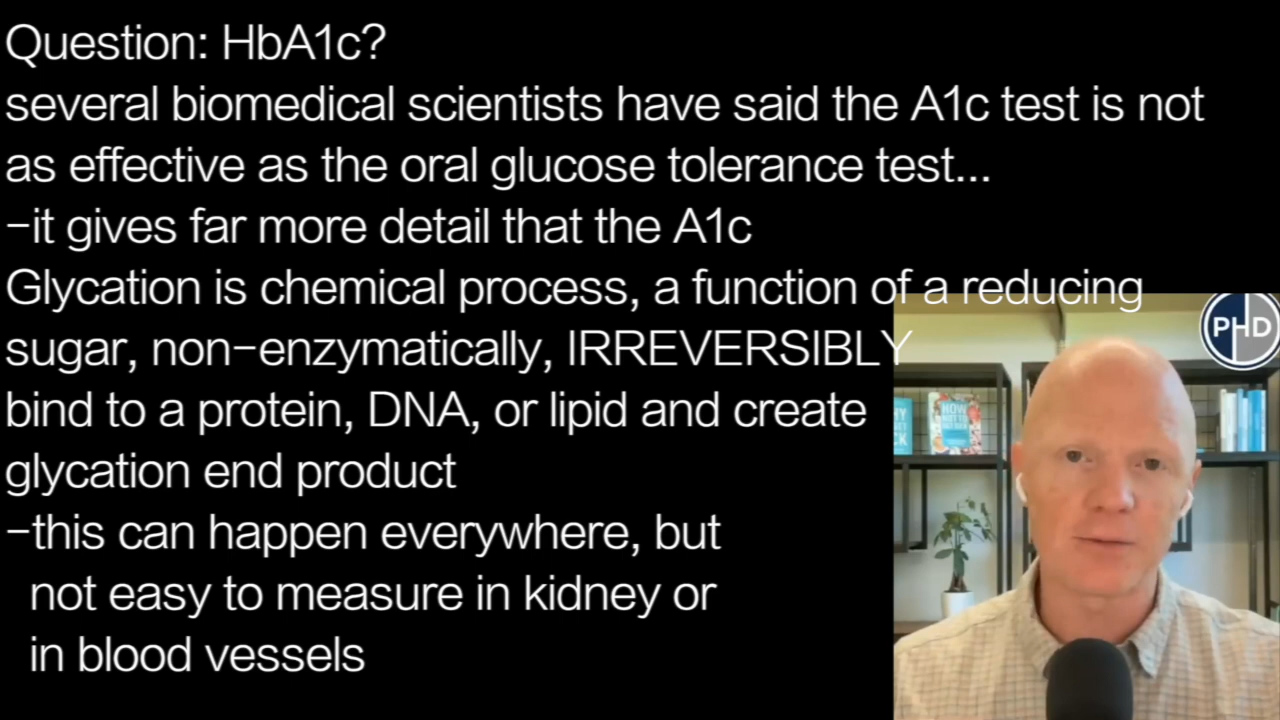 Question: HbA1c?
several biomedical scientists have said the A1c test is not
as effective as the oral glucose tolerance test...
-it gives far more detail that the A1c
Glycation is chemical process, a function of a reducing
sugar, non-enzymatically, IRREVERSIBLY
bind to a protein, DNA, or lipid and create
glycation end product
-this can happen everywhere, but
not easy to measure in kidney or
in blood vessels
PHD
HOW
NOT TO